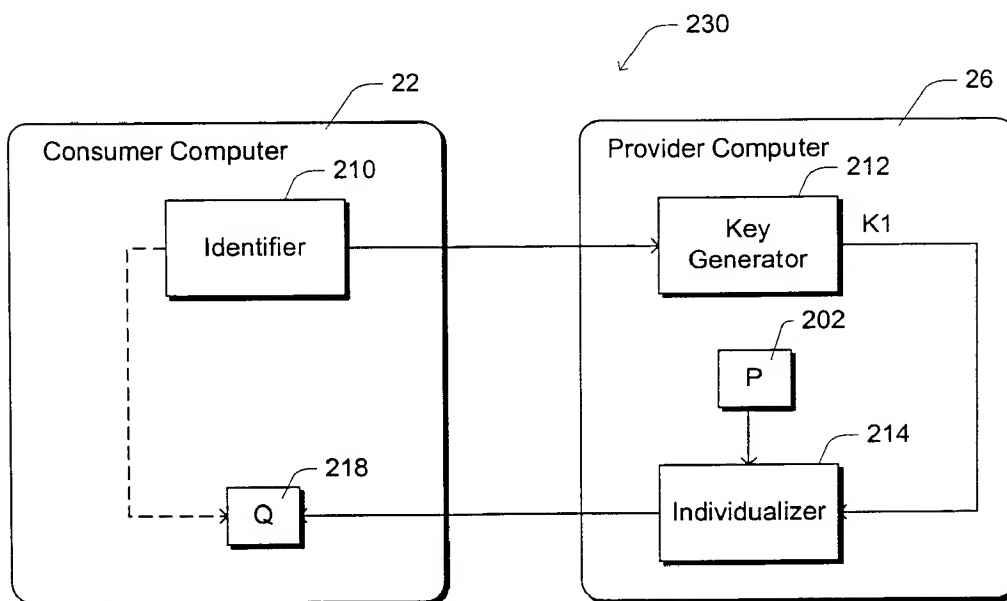 230
22
26
Consumer Computer
Provider Computer
210
212
Identifier
Key
Generator
K1
202
P
218
214
Q
Individualizer